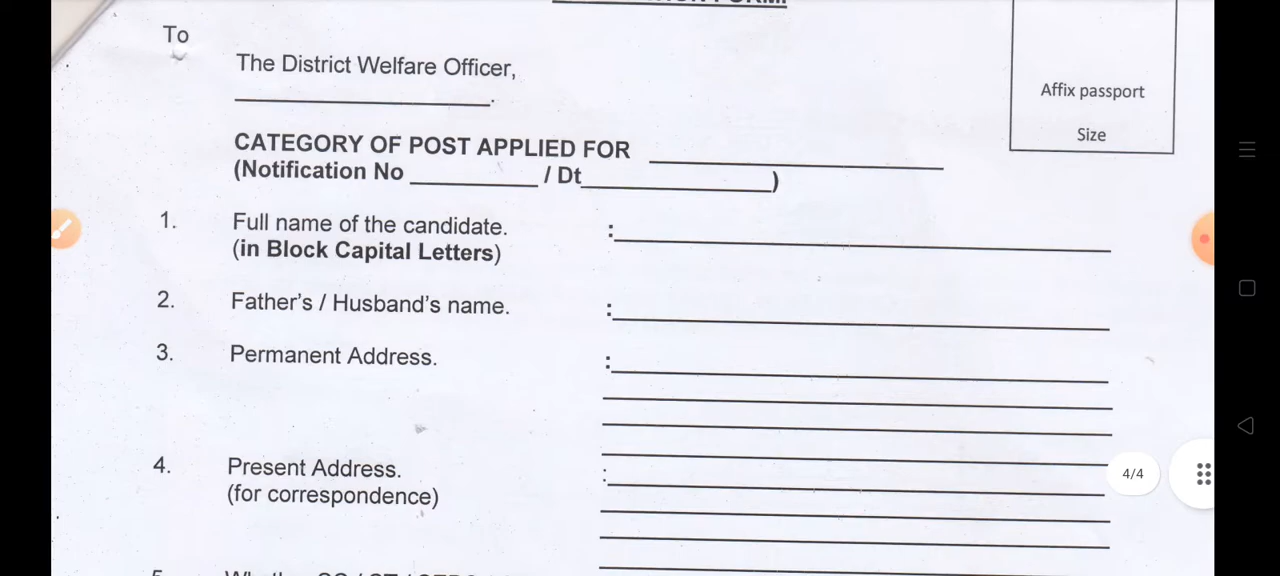 To
The District Welfare Officer,
CATEGORY OF POST APPLIED FOR
(Notification No / Dt )
Affix passport
Size
1. Full name of the candidate. :
(in Block Capital Letters)
2. Father's / Husband's name. :
3. Permanent Address. :
4. Present Address. :
(for correspondence)
4/4
5.